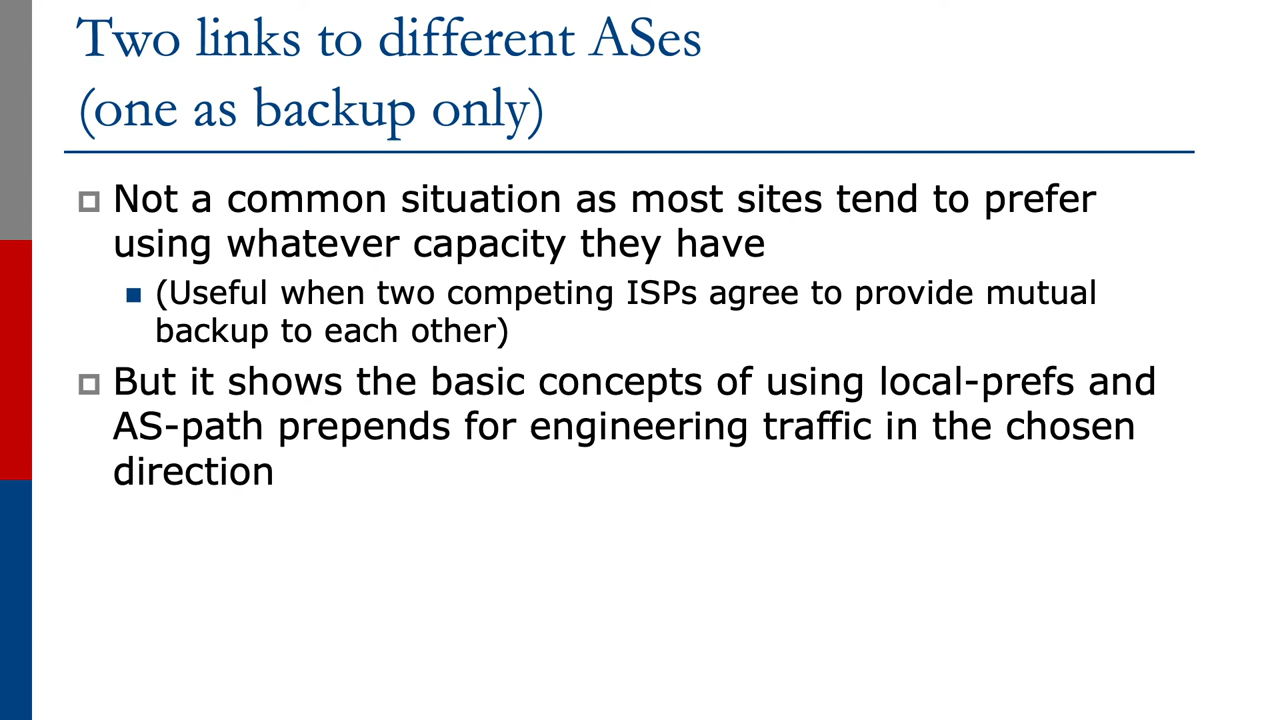 Two links to different ASes
(one as backup only)
Not a common situation as most sites tend to prefer
using whatever capacity they have
(Useful when two competing ISPs agree to provide mutual
backup to each other)
But it shows the basic concepts of using local-prefs and
AS-path prepends for engineering traffic in the chosen
direction